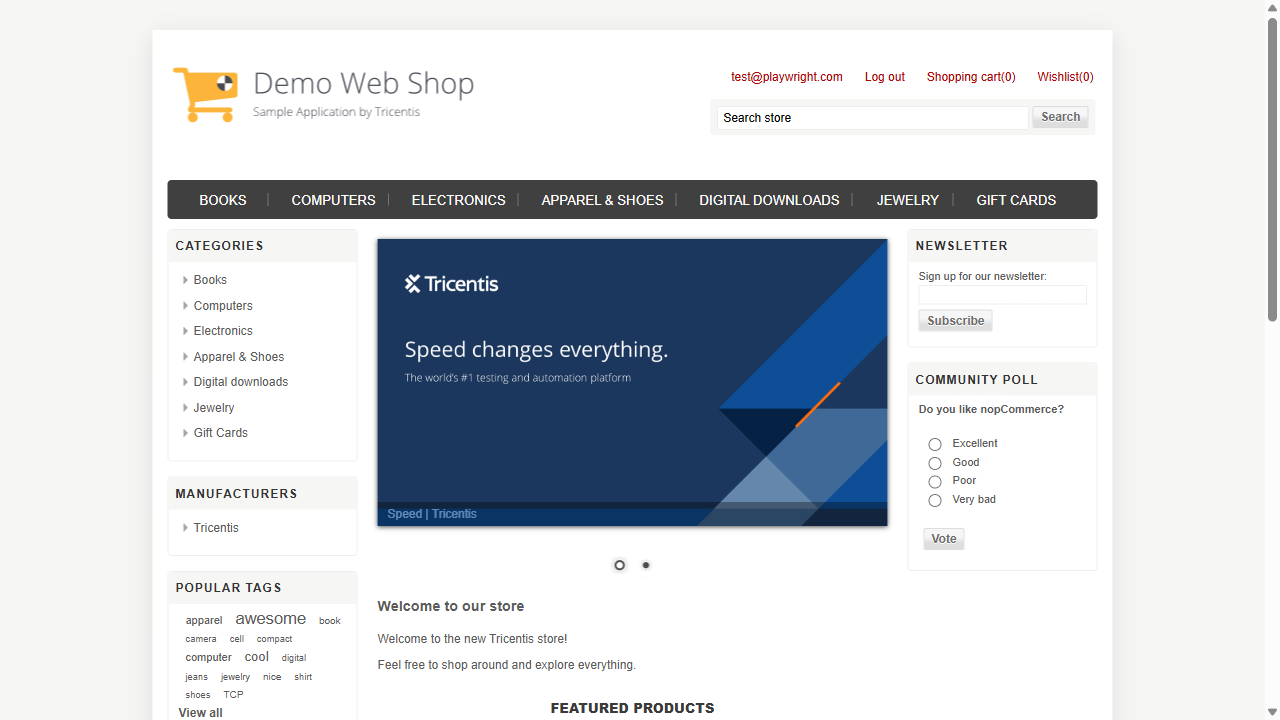 Demo Web Shop
Sample Application by Tricentis
test@playwright.com Log out Shopping cart(0) Wishlist(0)
Search store Search
BOOKS COMPUTERS ELECTRONICS APPAREL & SHOES DIGITAL DOWNLOADS JEWELRY GIFT CARDS
CATEGORIES
Books
Computers
Electronics
Apparel & Shoes
Digital downloads
Jewelry
Gift Cards
MANUFACTURERS
Tricentis
POPULAR TAGS
apparel awesome book
camera cell compact
computer cool digital
jeans jewelry nice shirt
shoes TCP
View all
Tricentis
Speed changes everything.
The world's #1 testing and automation platform
Speed | Tricentis
Welcome to our store
Welcome to the new Tricentis store!
Feel free to shop around and explore everything.
FEATURED PRODUCTS
NEWSLETTER
Sign up for our newsletter:
Subscribe
COMMUNITY POLL
Do you like nopCommerce?
Excellent
Good
Poor
Very bad
Vote